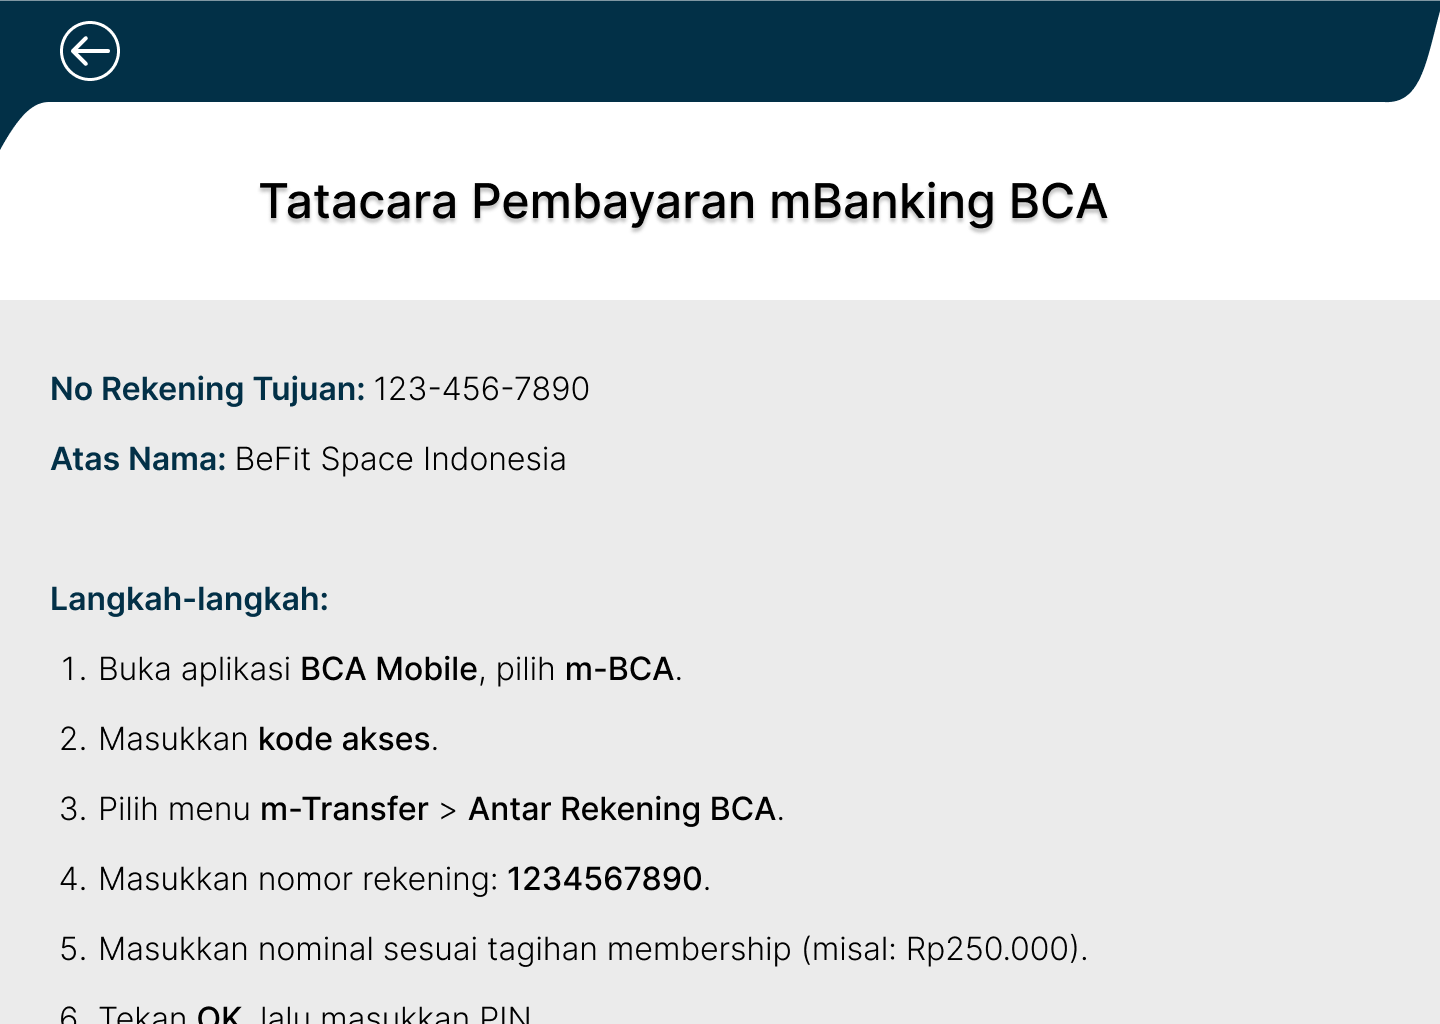 Tatacara Pembayaran mBanking BCA
No Rekening Tujuan: 123-456-7890
Atas Nama: BeFit Space Indonesia
Langkah-langkah:
1. Buka aplikasi BCA Mobile, pilih m-BCA.
2. Masukkan kode akses.
3. Pilih menu m-Transfer > Antar Rekening BCA.
4. Masukkan nomor rekening: 1234567890.
5. Masukkan nominal sesuai tagihan membership (misal: Rp250.000).
6. Tekan OK, lalu masukkan PIN.